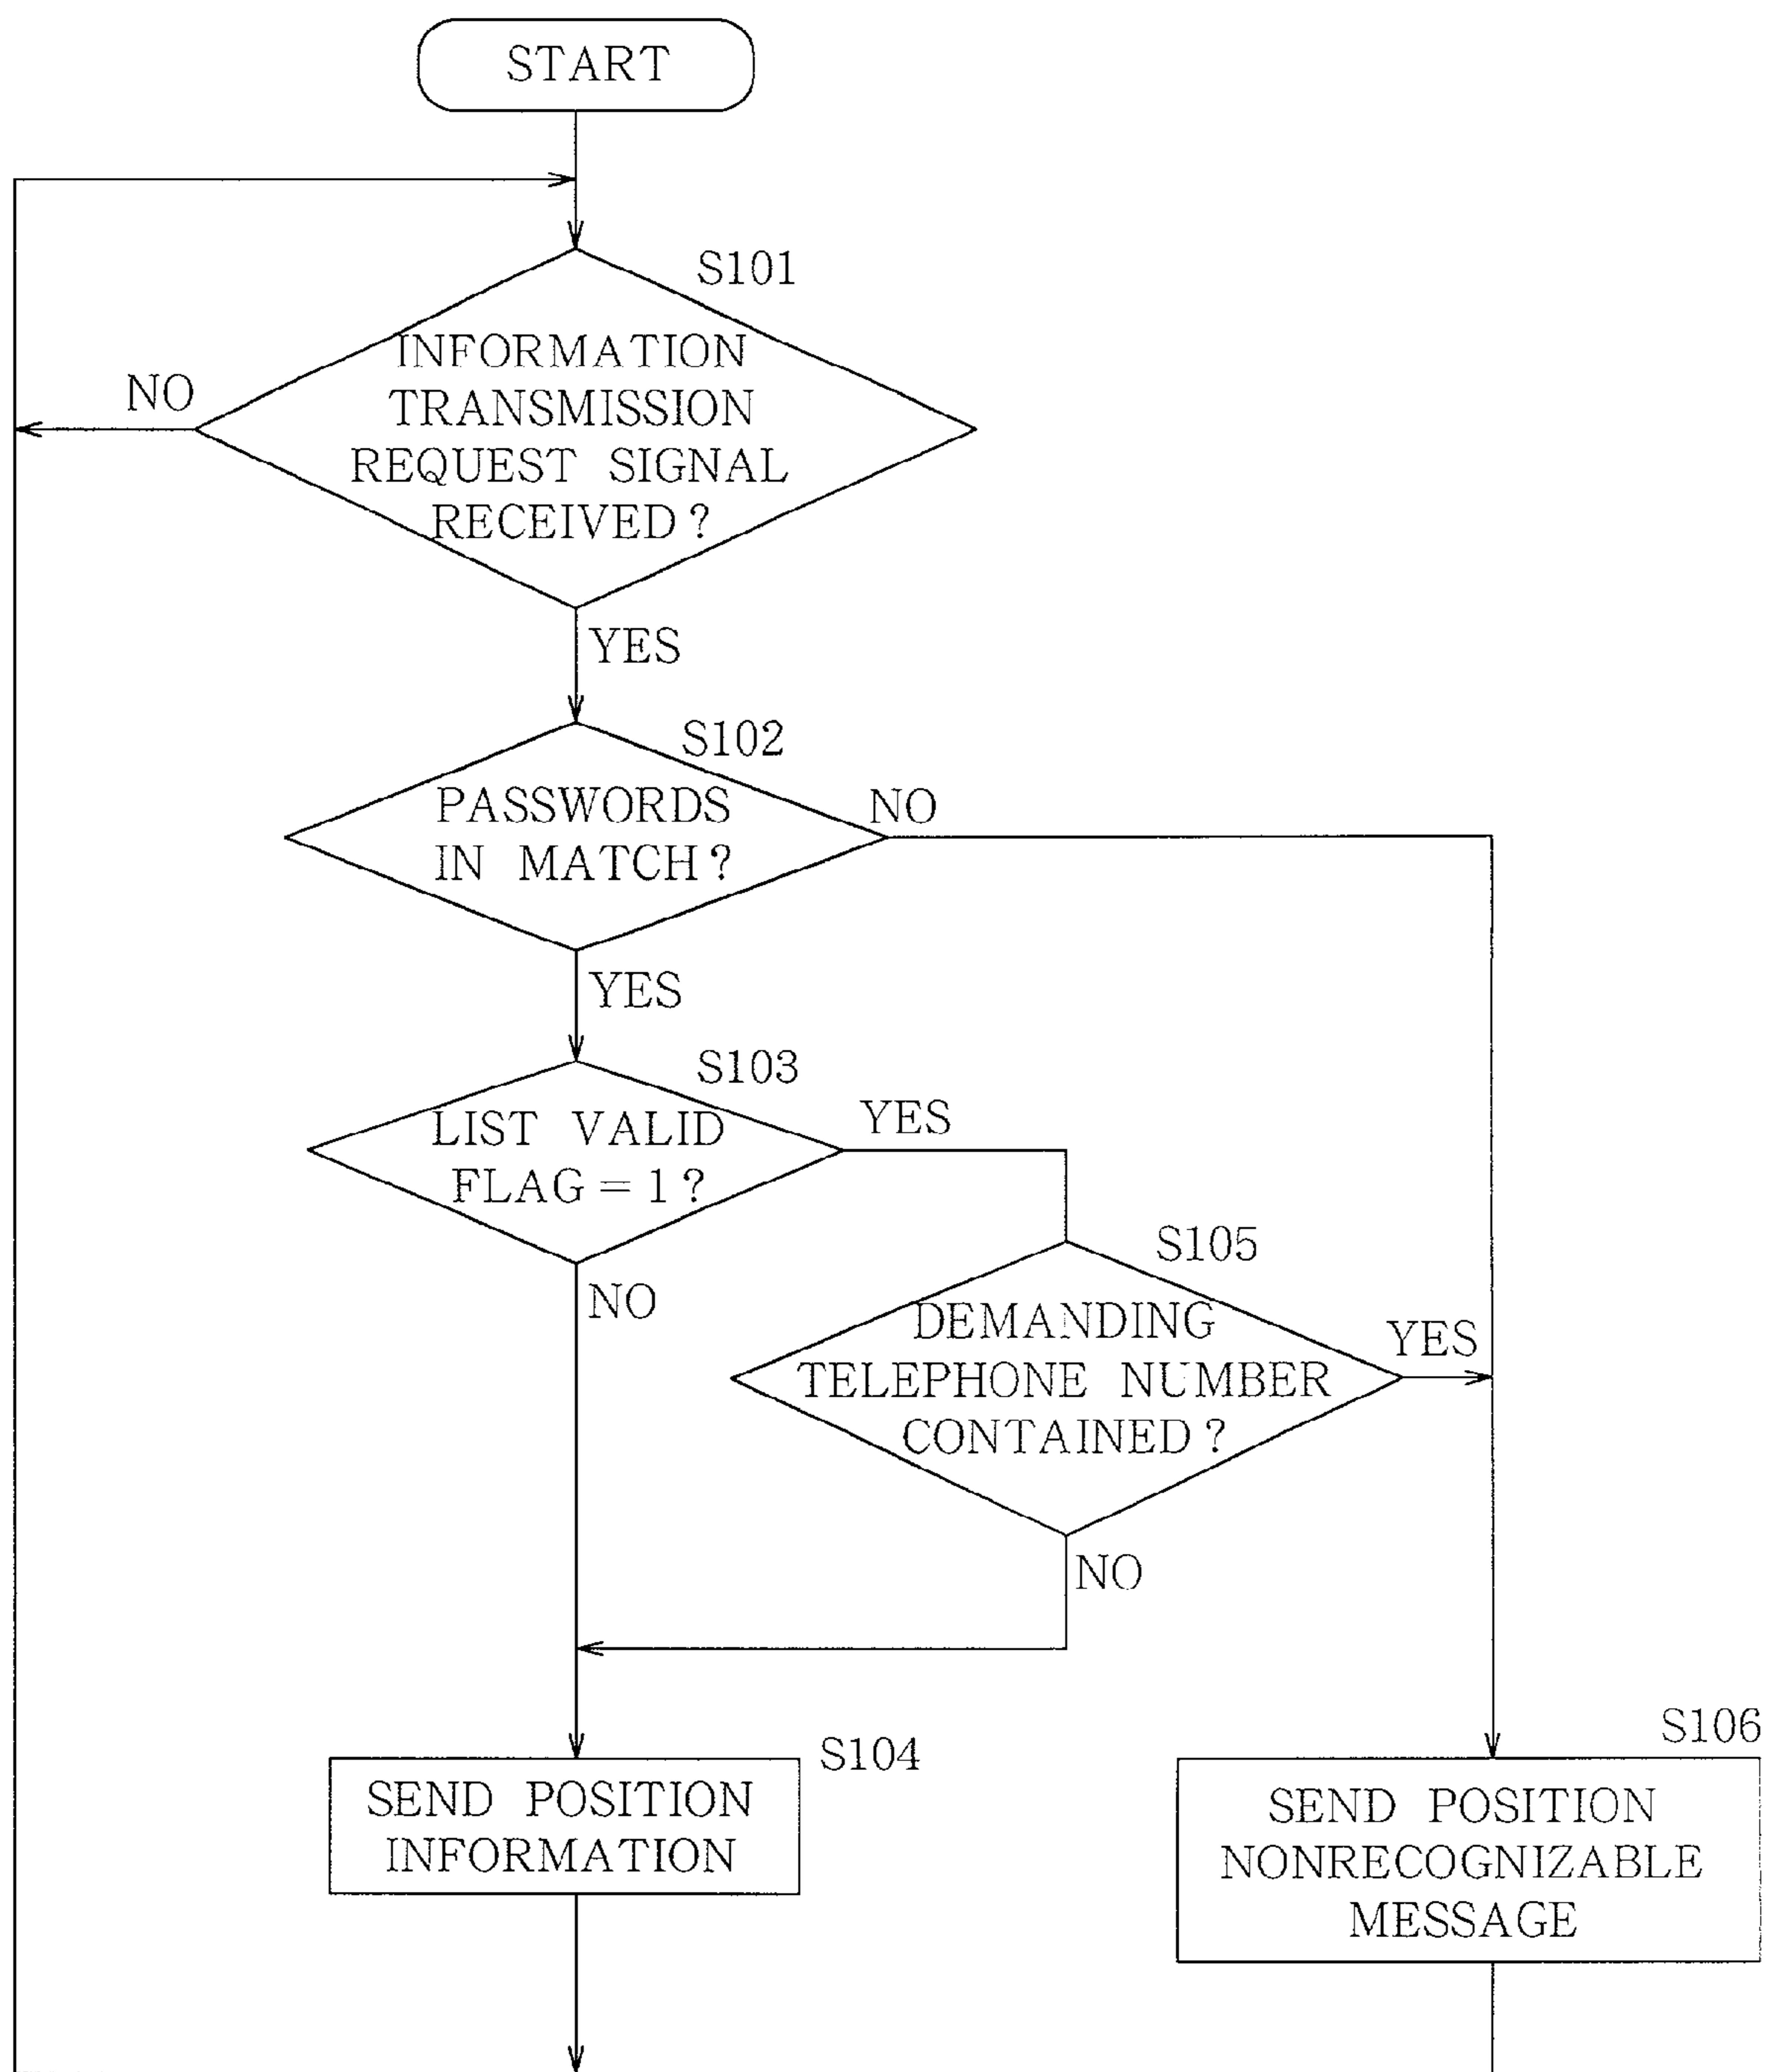 START
S101
INFORMATION
TRANSMISSION
REQUEST SIGNAL
RECEIVED?
NO
YES
S102
PASSWORDS
IN MATCH?
NO
YES
S103
LIST VALID
FLAG=1?
YES
NO
S105
DEMANDING
TELEPHONE NUMBER
CONTAINED?
YES
NO
S104
SEND POSITION
INFORMATION
S106
SEND POSITION
NONRECOGNIZABLE
MESSAGE